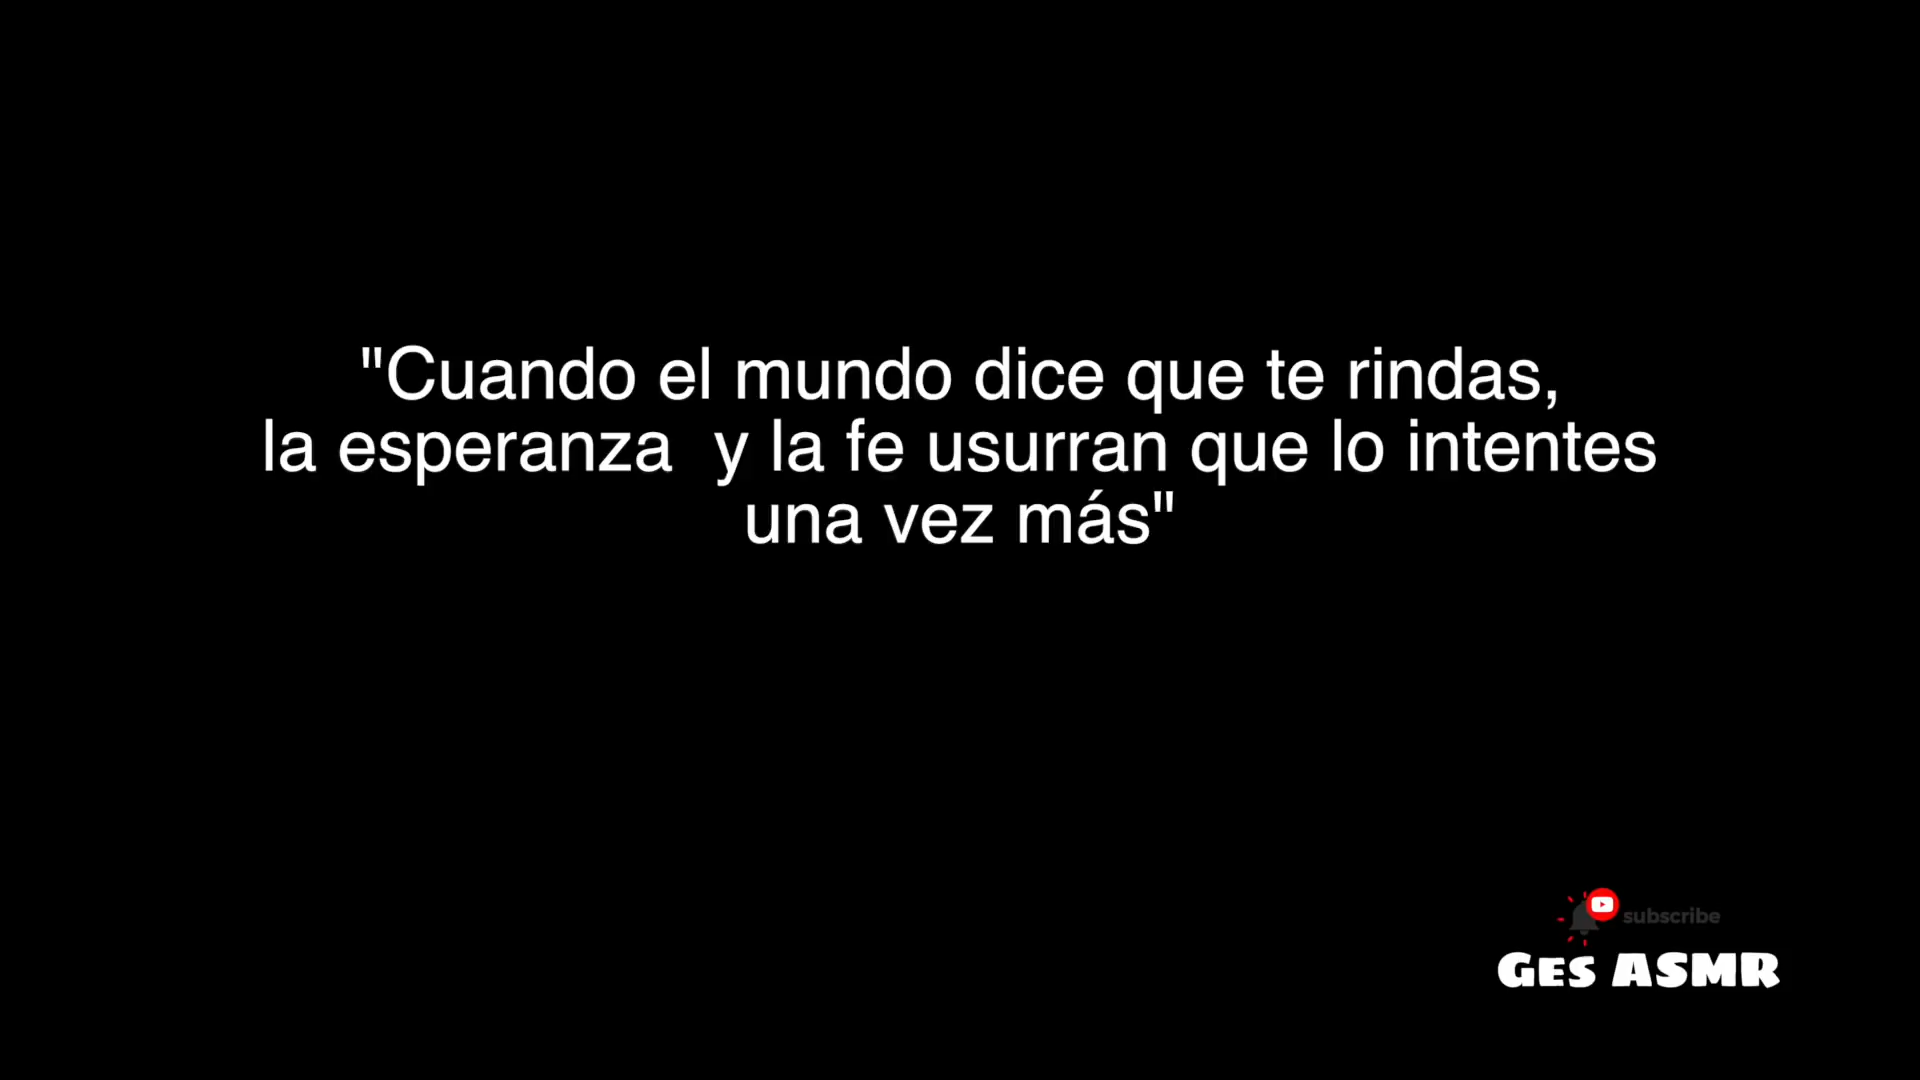 "Cuando el mundo dice que te rindas,
la esperanza  y la fe usurran que lo intentes
una vez más"
subscribe
Ges ASMR